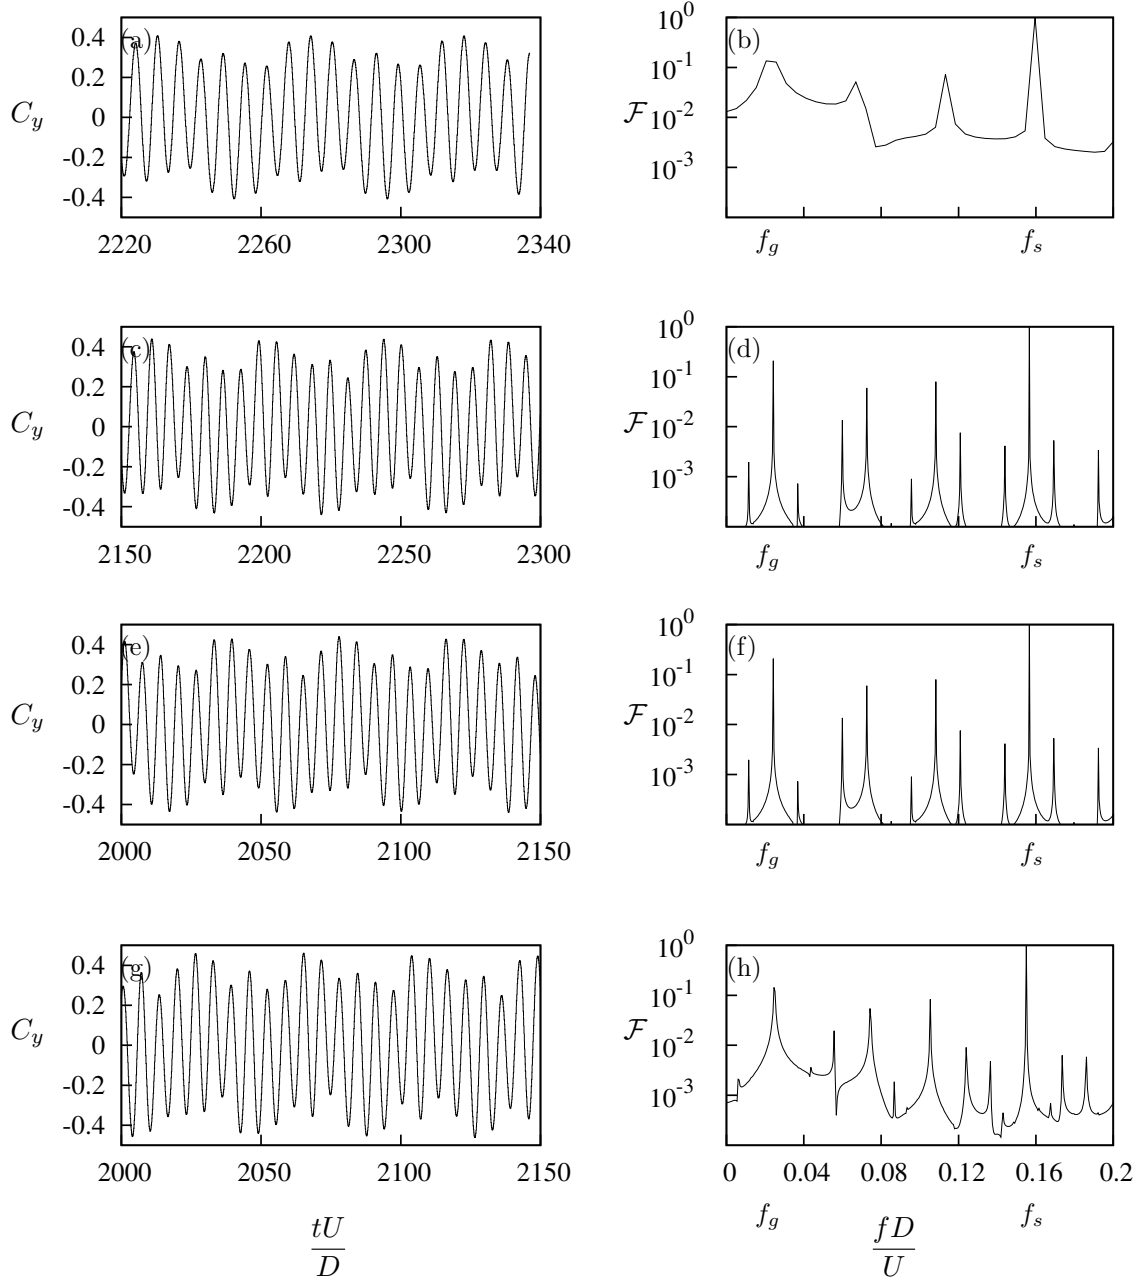 (a)
0.4
0.2
0
-0.2
-0.4
C_y
2220 2260 2300 2340
(b)
10^0
10^-1
10^-2
10^-3
ℱ
f_g f_s
(c)
0.4
0.2
0
-0.2
-0.4
C_y
2150 2200 2250 2300
(d)
10^0
10^-1
10^-2
10^-3
ℱ
f_g f_s
(e)
0.4
0.2
0
-0.2
-0.4
C_y
2000 2050 2100 2150
(f)
10^0
10^-1
10^-2
10^-3
ℱ
f_g f_s
(g)
0.4
0.2
0
-0.2
-0.4
C_y
2000 2050 2100 2150
tU
D
(h)
10^0
10^-1
10^-2
10^-3
ℱ
0 0.04 0.08 0.12 0.16 0.2
f_g f_s
fD
U